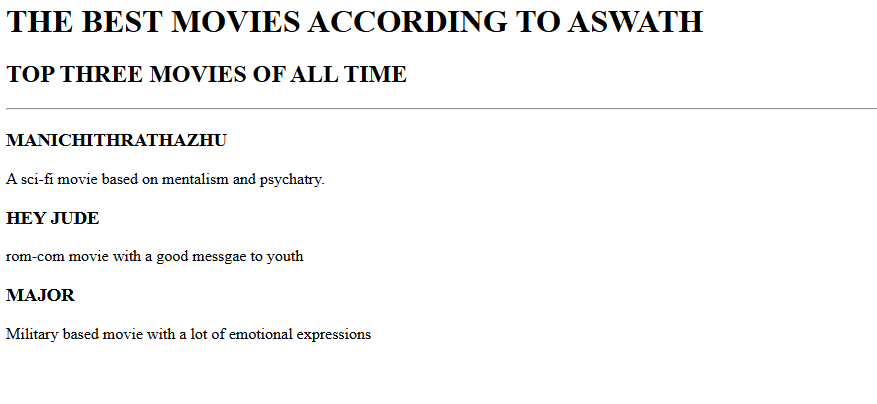 THE BEST MOVIES ACCORDING TO ASWATH
TOP THREE MOVIES OF ALL TIME
MANICHITHRATHAZHU
A sci-fi movie based on mentalism and psychatry.
HEY JUDE
rom-com movie with a good messgae to youth
MAJOR
Military based movie with a lot of emotional expressions